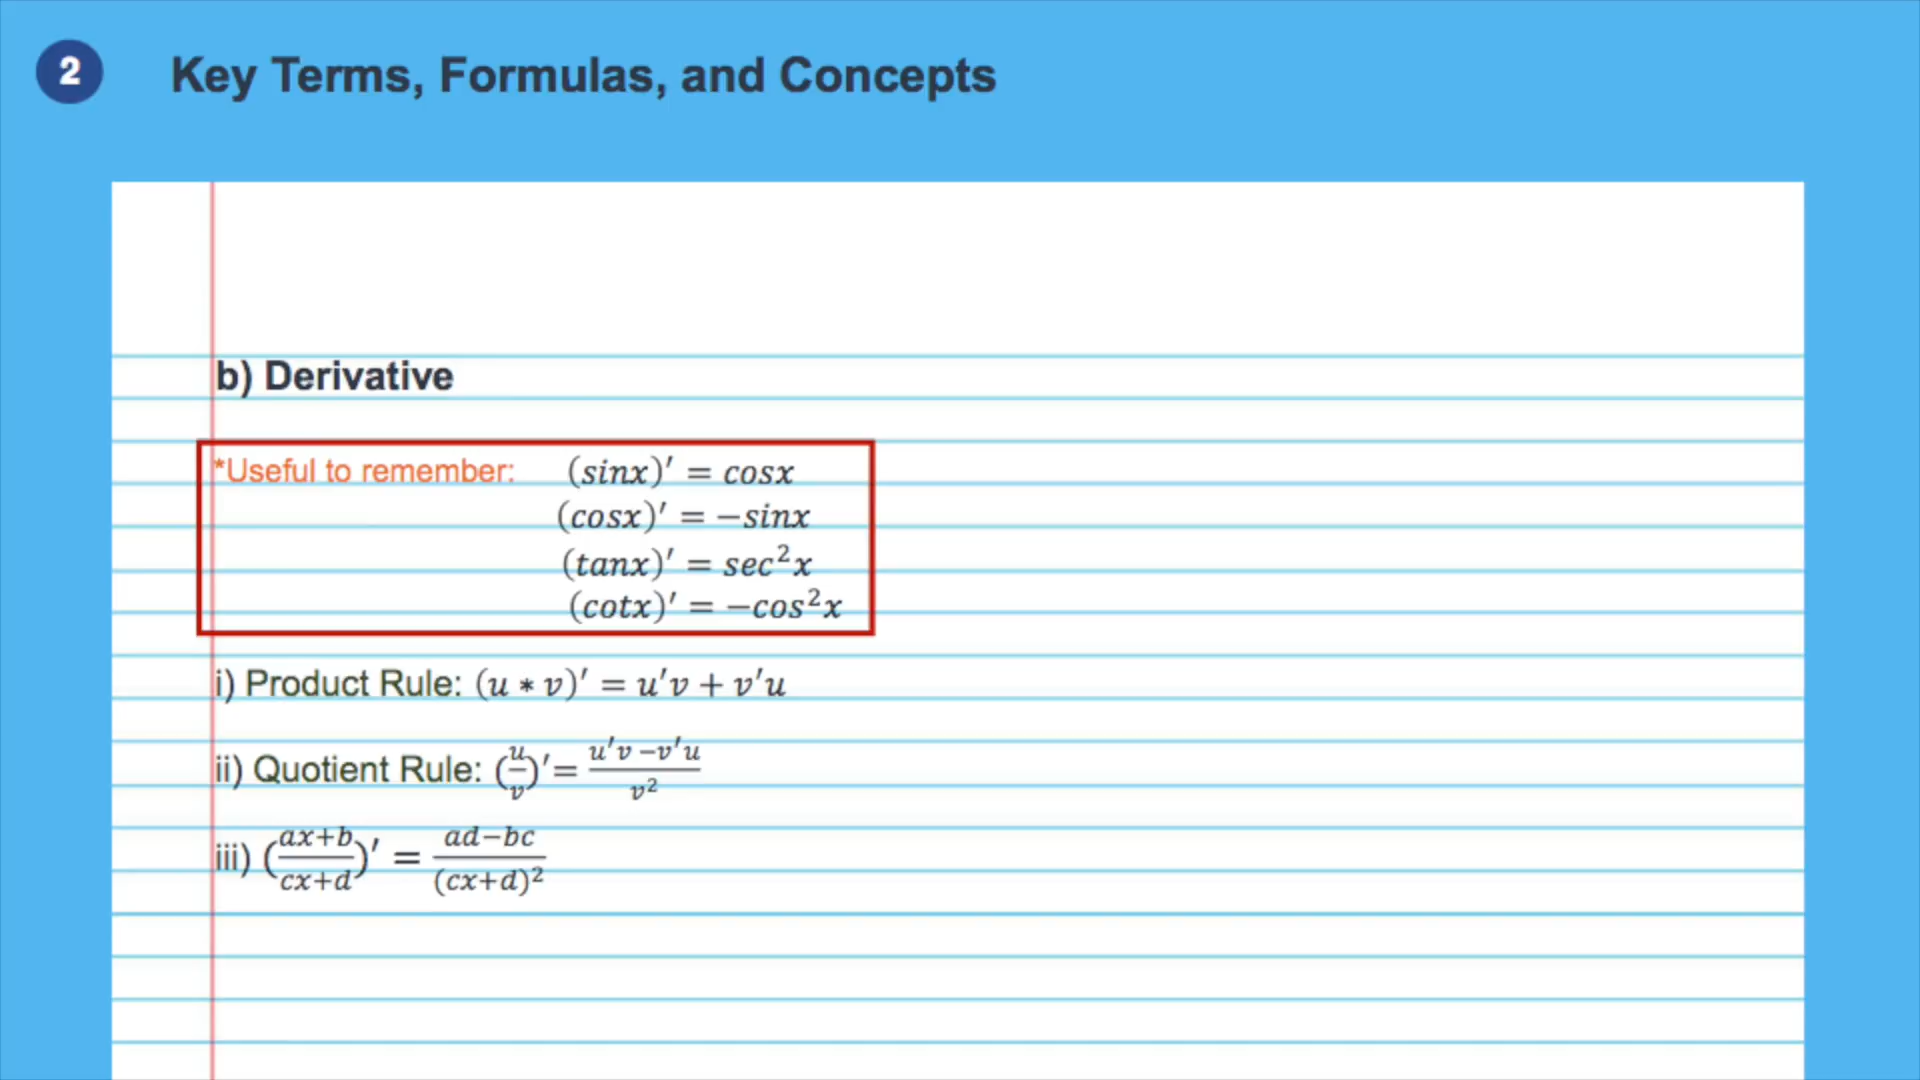 2
Key Terms, Formulas, and Concepts
b) Derivative
*Useful to remember: (sinx)′ = cosx
(cosx)′ = −sinx
(tanx)′ = sec²x
(cotx)′ = −cos²x
i) Product Rule: (u * v)′ = u′v + v′u
ii) Quotient Rule: (u/v)′= (u′v −v′u)/v²
iii) ((ax+b)/(cx+d))′ = (ad−bc)/(cx+d)²